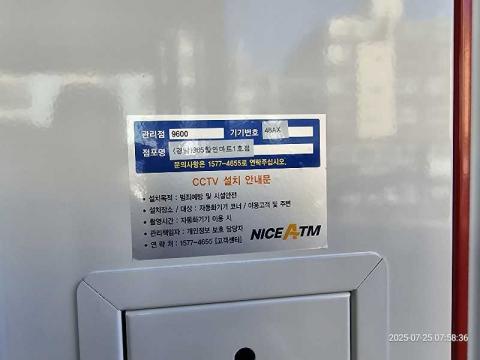 관리점 9600 기기번호 48AX
점포명 (경남)365할인마트1호점
문의사항은 1577-4655로 연락주십시오.
CCTV 설치 안내문
• 설치목적 : 범죄예방 및 시설안전
• 설치장소 / 대상 : 자동화기기 코너 / 이용고객 및 주변
• 촬영시간 : 자동화기기 이용 시
• 관리책임자 : 개인정보 보호 담당자
• 연 락 처 : 1577-4655 [고객센터]
NICE ATM
2025-07-25 07:58:36